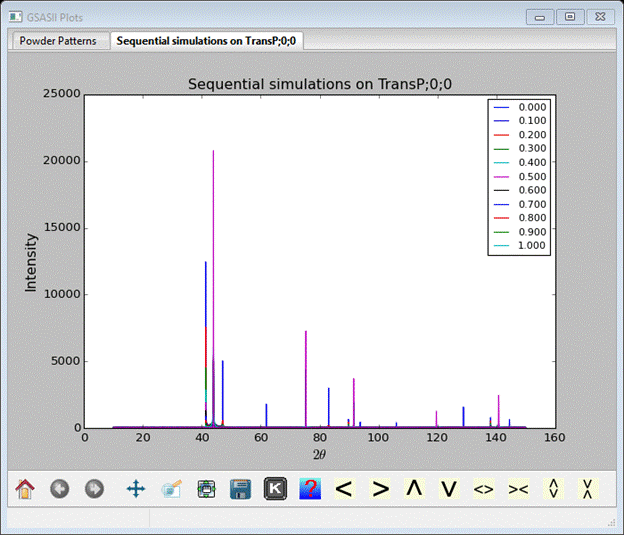 GSASII Plots
Powder Patterns
Sequential simulations on TransP;0;0
Sequential simulations on TransP;0;0
25000
20000
15000
10000
5000
0
Intensity
0 20 40 60 80 100 120 140 160
2θ
0.000
0.100
0.200
0.300
0.400
0.500
0.600
0.700
0.800
0.900
1.000
K ? < > Λ V <> ><